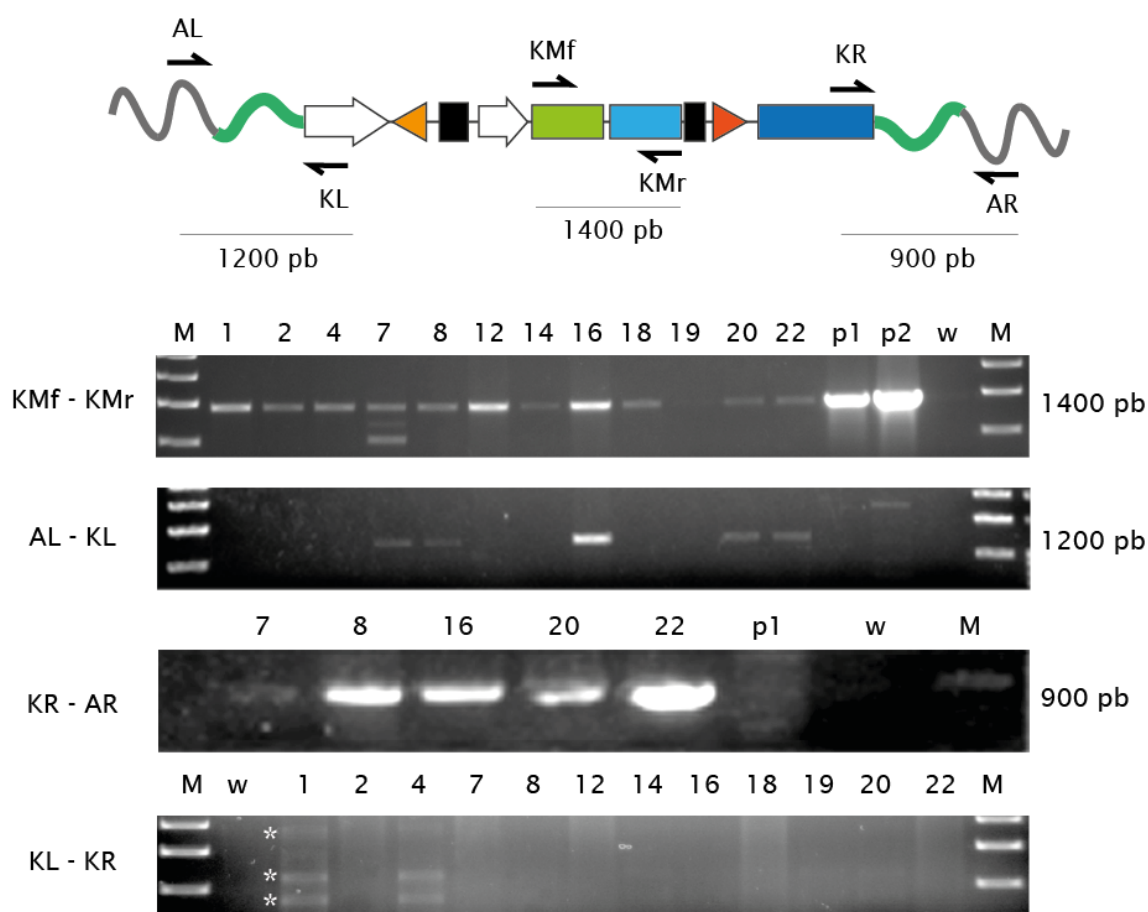 AL KMf KR
KL KMr AR
1200 pb 1400 pb 900 pb
M 1 2 4 7 8 12 14 16 18 19 20 22 p1 p2 w M
KMf - KMr 1400 pb
AL - KL 1200 pb
7 8 16 20 22 p1 w M
KR - AR 900 pb
M w 1 2 4 7 8 12 14 16 18 19 20 22 M
*
KL - KR *
*